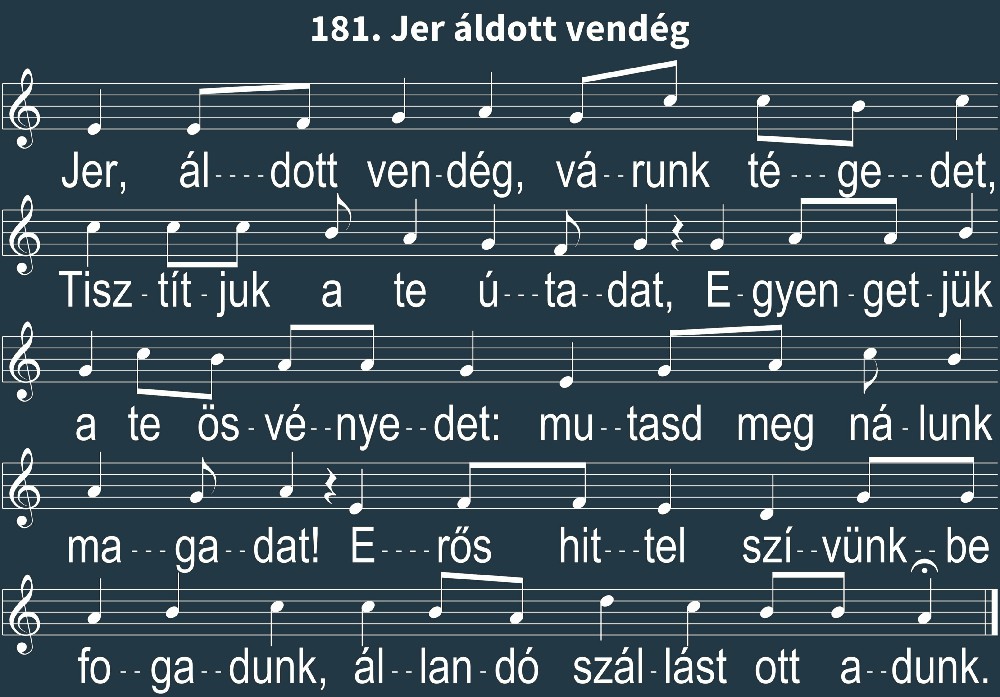 181. Jer áldott vendég
Jer, ál----dott ven-dég, vá--runk té---ge---det,
Tisz-tít-juk a te ú---ta--dat, E-gyen-get-jük
a te ös-vé--nye--det: mu--tasd meg ná-lunk
ma---ga--dat! E----rős hit---tel szí--vünk--be
fo--ga--dunk, ál--lan-dó szál-lást ott a--dunk.